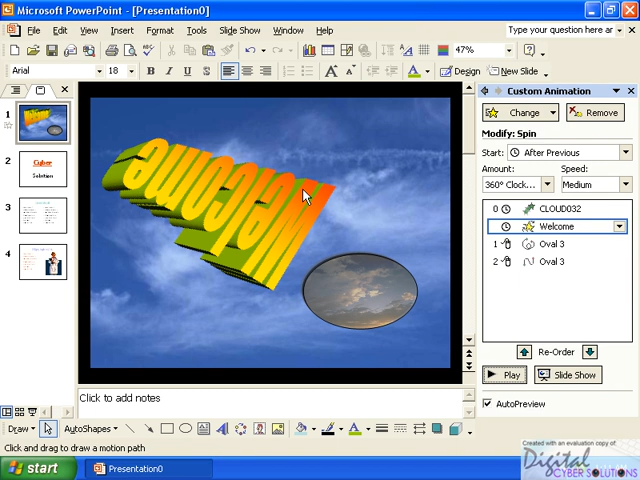 Microsoft PowerPoint - [Presentation0]
File Edit View Insert Format Tools Slide Show Window Help
Type your question here ar
47%
Arial 18 B I U S A Design New Slide
1 Welcome
2 Cyber
Solution
3
4
Welcome
Click to add notes
Custom Animation
Change Remove
Modify: Spin
Start: After Previous
Amount: Speed:
360° Clock... Medium
0 CLOUD032
Welcome
1 Oval 3
2 Oval 3
Re-Order
Play Slide Show
AutoPreview
Draw AutoShapes
Click and drag to draw a motion path
start Presentation0
Created with an evaluation copy of:
Digital
CYBER SOLUTIONS